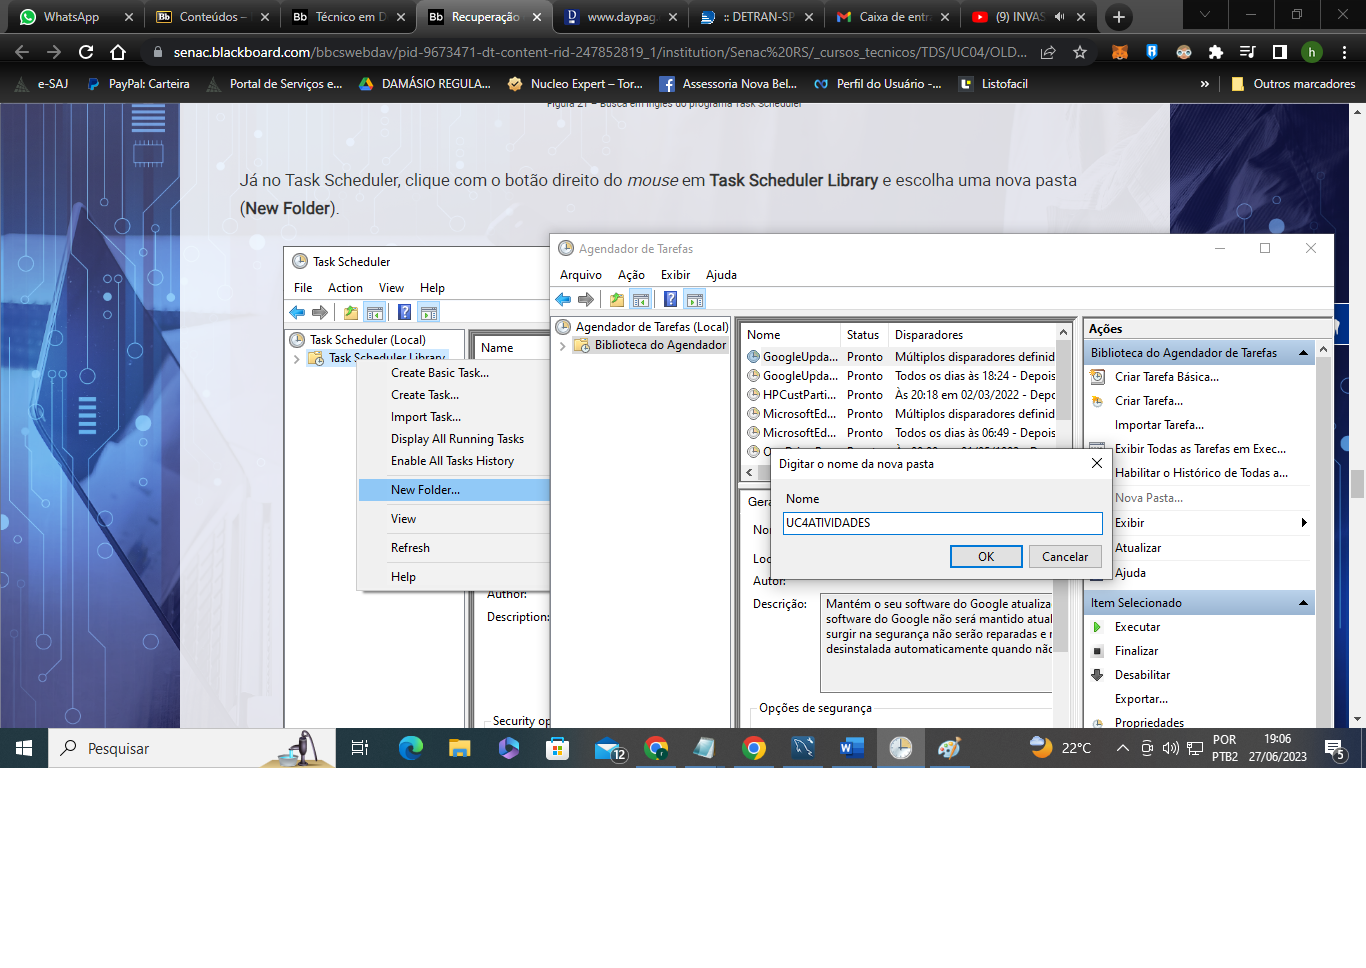 WhatsApp
Conteúdos –
Técnico em D
Recuperação
www.daypag.
:: DETRAN-SP
Caixa de entr
(9) INVAS
senac.blackboard.com/bbcswebdav/pid-9673471-dt-content-rid-247852819_1/institution/Senac%20RS/_cursos_tecnicos/TDS/UC04/OLD...
h
e-SAJ
PayPal: Carteira
Portal de Serviços e...
DAMÁSIO REGULA...
Nucleo Expert – Tor...
Assessoria Nova Bel...
Perfil do Usuário -...
Listofacil
»
Outros marcadores
Figura 21 – Busca em inglês do programa Task Scheduler
Já no Task Scheduler, clique com o botão direito do mouse em Task Scheduler Library e escolha uma nova pasta
(New Folder).
Task Scheduler
File Action View Help
Task Scheduler (Local)
Task Scheduler Library
Name
Create Basic Task...
Create Task...
Import Task...
Display All Running Tasks
Enable All Tasks History
New Folder...
View
Refresh
Help
Author:
Description:
Security op
Agendador de Tarefas
Arquivo Ação Exibir Ajuda
Agendador de Tarefas (Local)
Biblioteca do Agendador
Nome Status Disparadores
GoogleUpda... Pronto Múltiplos disparadores definid
GoogleUpda... Pronto Todos os dias às 18:24 - Depois
HPCustParti... Pronto Às 20:18 em 02/03/2022 - Depo
MicrosoftEd... Pronto Múltiplos disparadores definid
MicrosoftEd... Pronto Todos os dias às 06:49 - Depois
Digitar o nome da nova pasta
Nome
UC4ATIVIDADES
OK
Cancelar
Gera
Nor
Loc
Autor:
Descrição:
Mantém o seu software do Google atualiza
software do Google não será mantido atual
surgir na segurança não serão reparadas e r
desinstalada automaticamente quando não
Opções de segurança
Ações
Biblioteca do Agendador de Tarefas
Criar Tarefa Básica...
Criar Tarefa...
Importar Tarefa...
Exibir Todas as Tarefas em Exec...
Habilitar o Histórico de Todas a...
Nova Pasta...
Exibir
Atualizar
Ajuda
Item Selecionado
Executar
Finalizar
Desabilitar
Exportar...
Propriedades
Pesquisar
12
22°C
POR
PTB2
19:06
27/06/2023
5